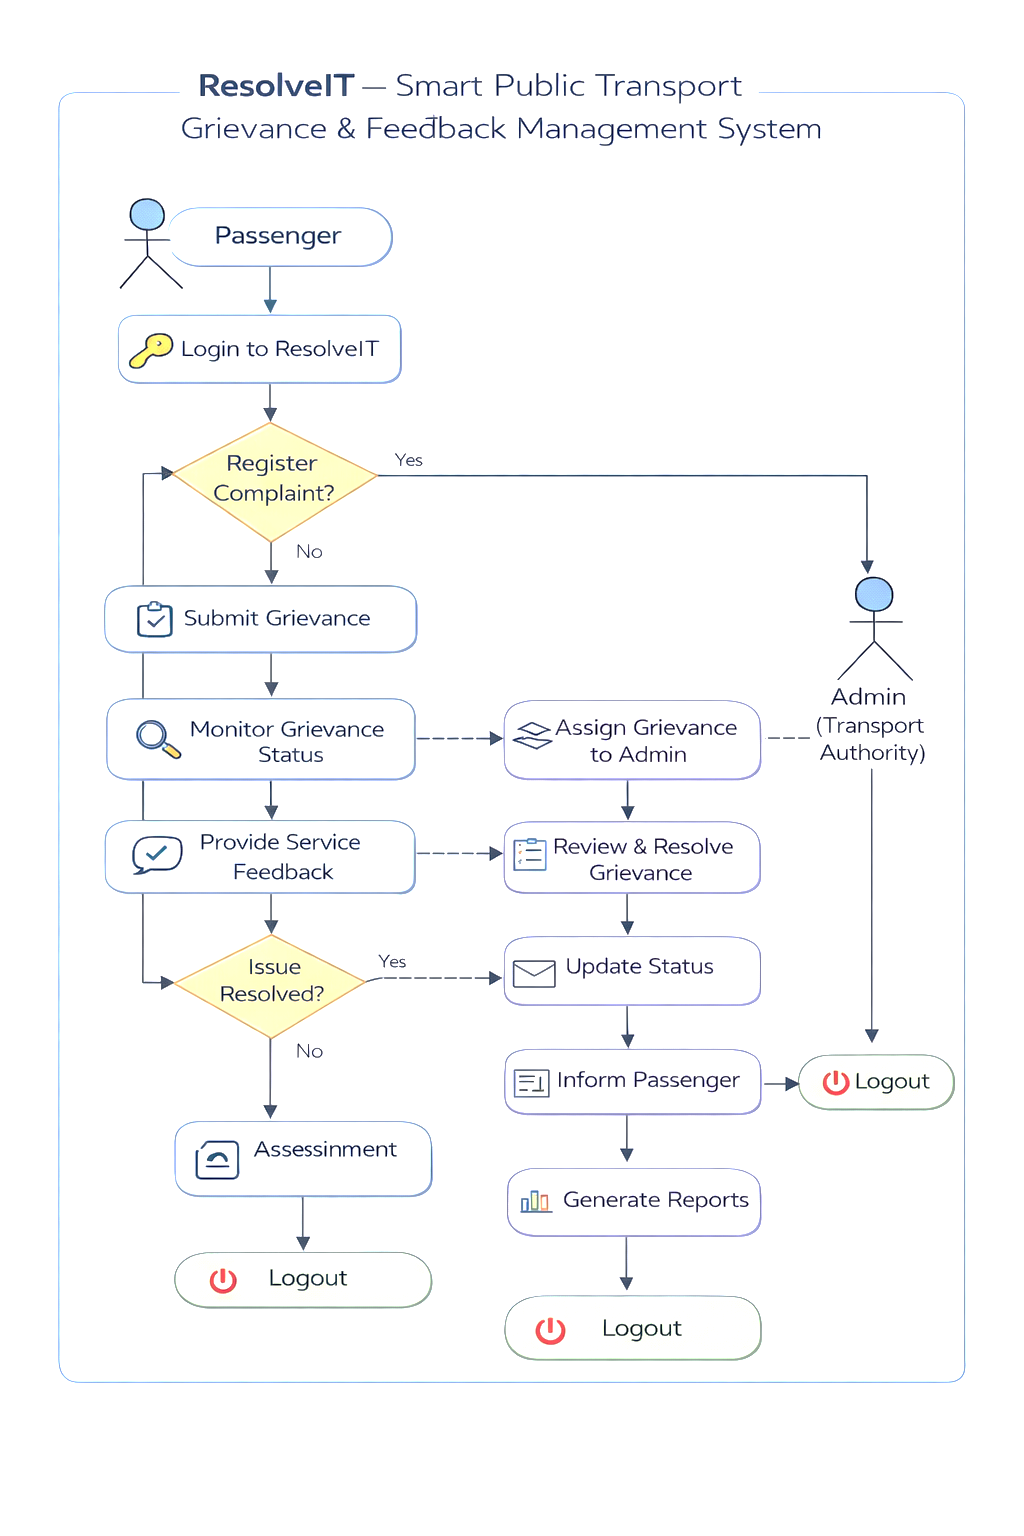 ResolveIT — Smart Public Transport
Grievance & Feedback Management System
Passenger
Login to ResolveIT
Register
Complaint?
Yes
No
Submit Grievance
Monitor Grievance
Status
Assign Grievance
to Admin
Admin
(Transport
Authority)
Provide Service
Feedback
Review & Resolve
Grievance
Issue
Resolved?
Yes
No
Update Status
Inform Passenger
Logout
Assessinment
Generate Reports
Logout
Logout